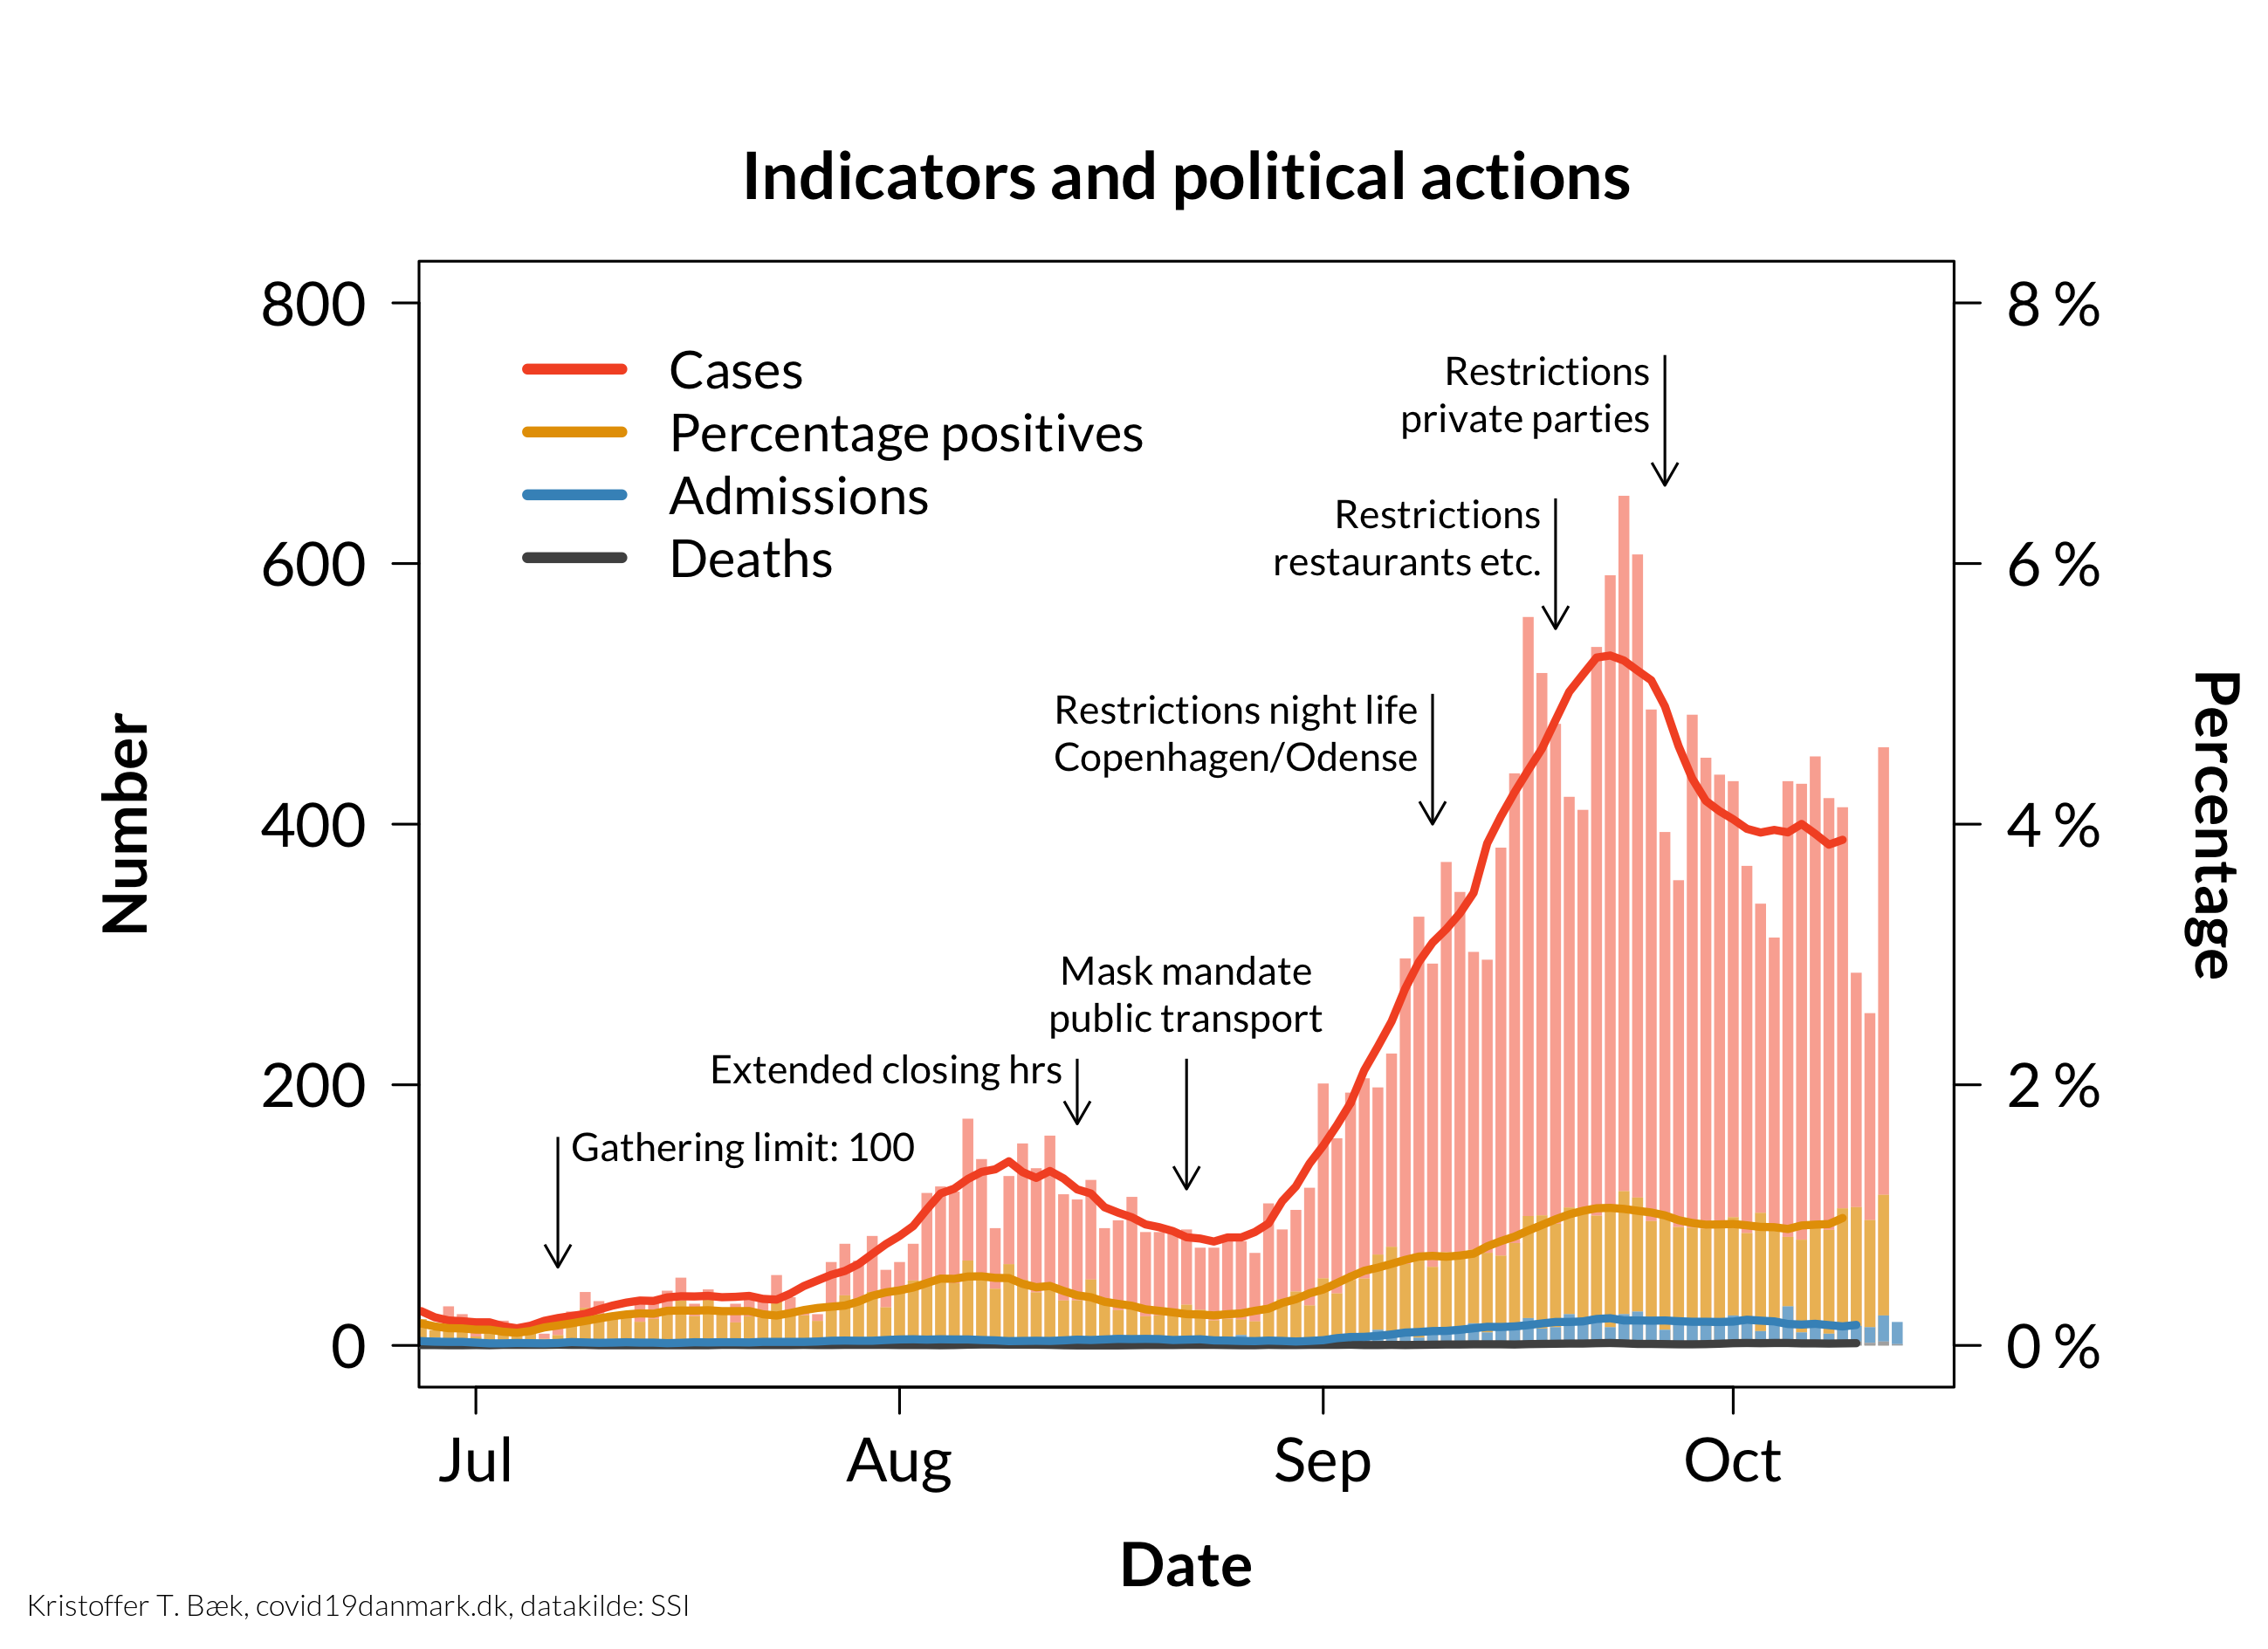 Indicators and political actions
800
600
400
200
0
Number
8 %
6 %
4 %
2 %
0 %
Percentage
Cases
Percentage positives
Admissions
Deaths
Restrictions
private parties
Restrictions
restaurants etc.
Restrictions night life
Copenhagen/Odense
Mask mandate
public transport
Extended closing hrs
Gathering limit: 100
Jul
Aug
Sep
Oct
Date
Kristoffer T. Bæk, covid19danmark.dk, datakilde: SSI